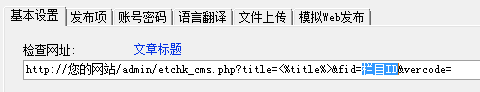 基本设置 发布项 账号密码 语言翻译 文件上传 模拟Web发布
检查网址: 文章标题
http://您的网站/admin/etchk_cms.php?title=<%title%>&fid=栏目ID&vercode=